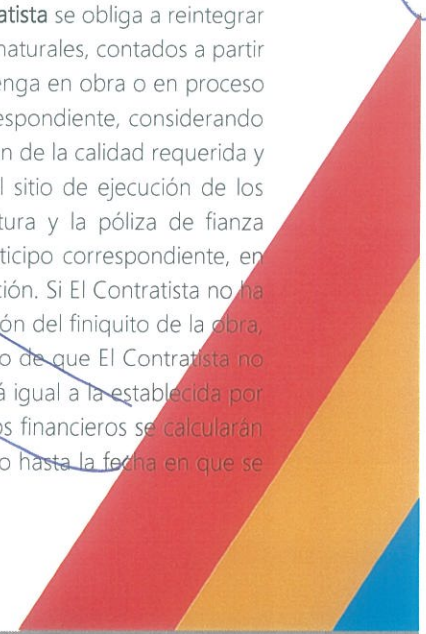 atista se obliga a reintegrar
naturales, contados a partir
enga en obra o en proceso
espondiente, considerando
n de la calidad requerida y
l sitio de ejecución de los
tura y la póliza de fianza
ticipo correspondiente, en
ción. Si El Contratista no ha
ón del finiquito de la obra,
o de que El Contratista no
á igual a la establecida por
os financieros se calcularán
o hasta la fecha en que se